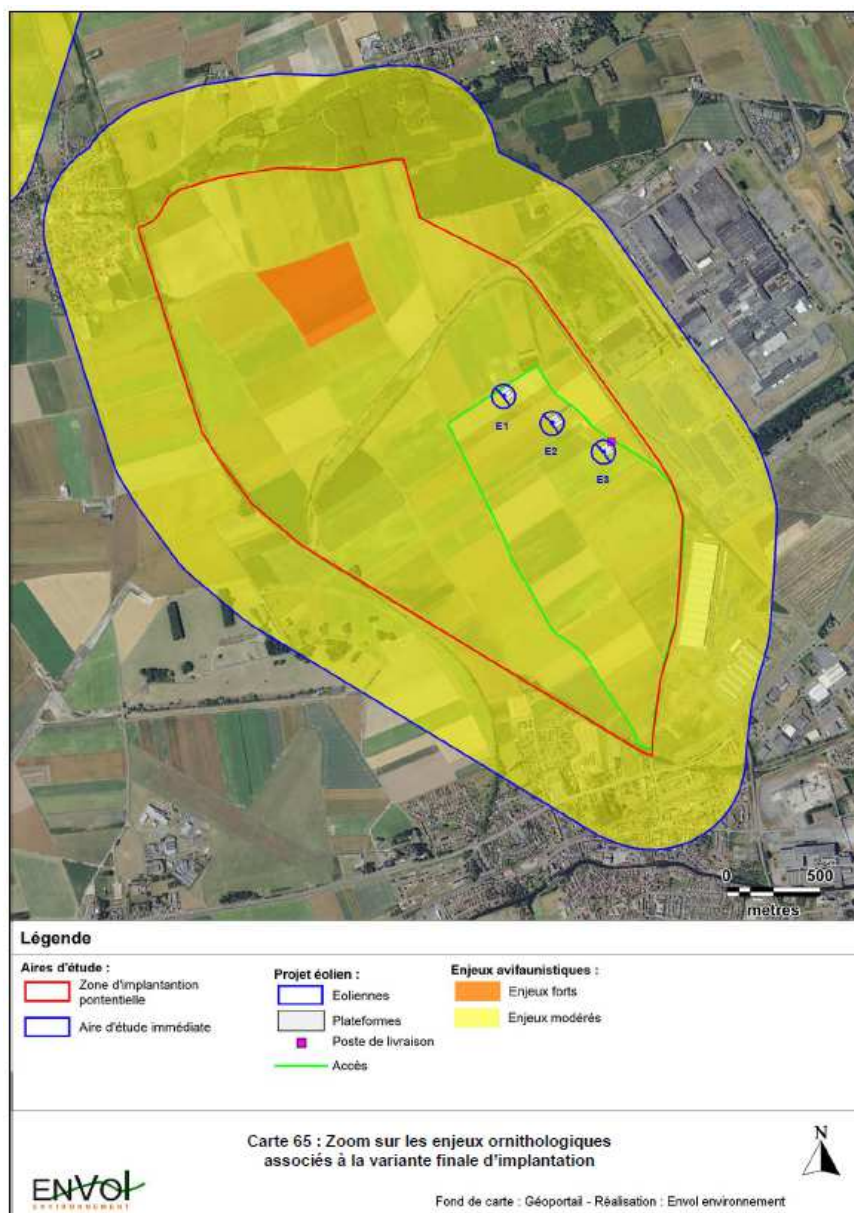 E1
E2
E3
0 500
metres
Légende
Aires d'étude :
Zone d'implantantion
pontentielle
Aire d'étude immédiate
Projet éolien :
Eoliennes
Plateformes
Poste de livraison
Accès
Enjeux avifaunistiques :
Enjeux forts
Enjeux modérés
Carte 65 : Zoom sur les enjeux ornithologiques
associés à la variante finale d'implantation
N
ENVOL
ENVIRONNEMENT
Fond de carte : Géoportail - Réalisation : Envol environnement